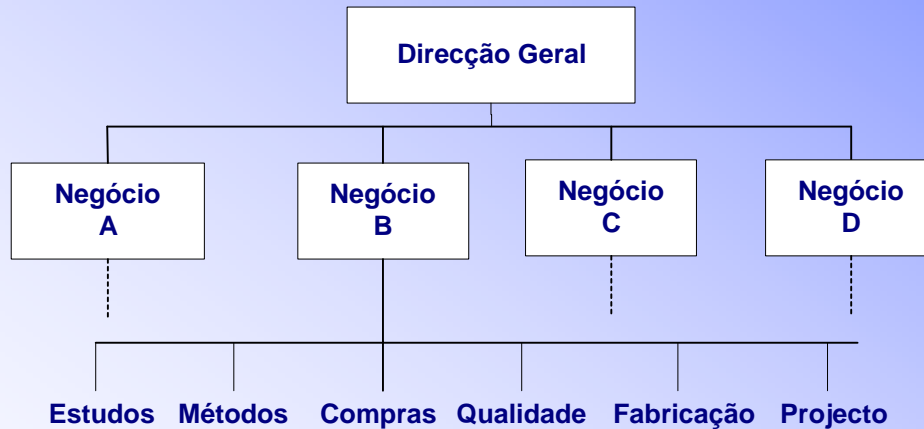 Direcção Geral
Negócio
A
Negócio
B
Negócio
C
Negócio
D
Estudos Métodos Compras Qualidade Fabricação Projecto